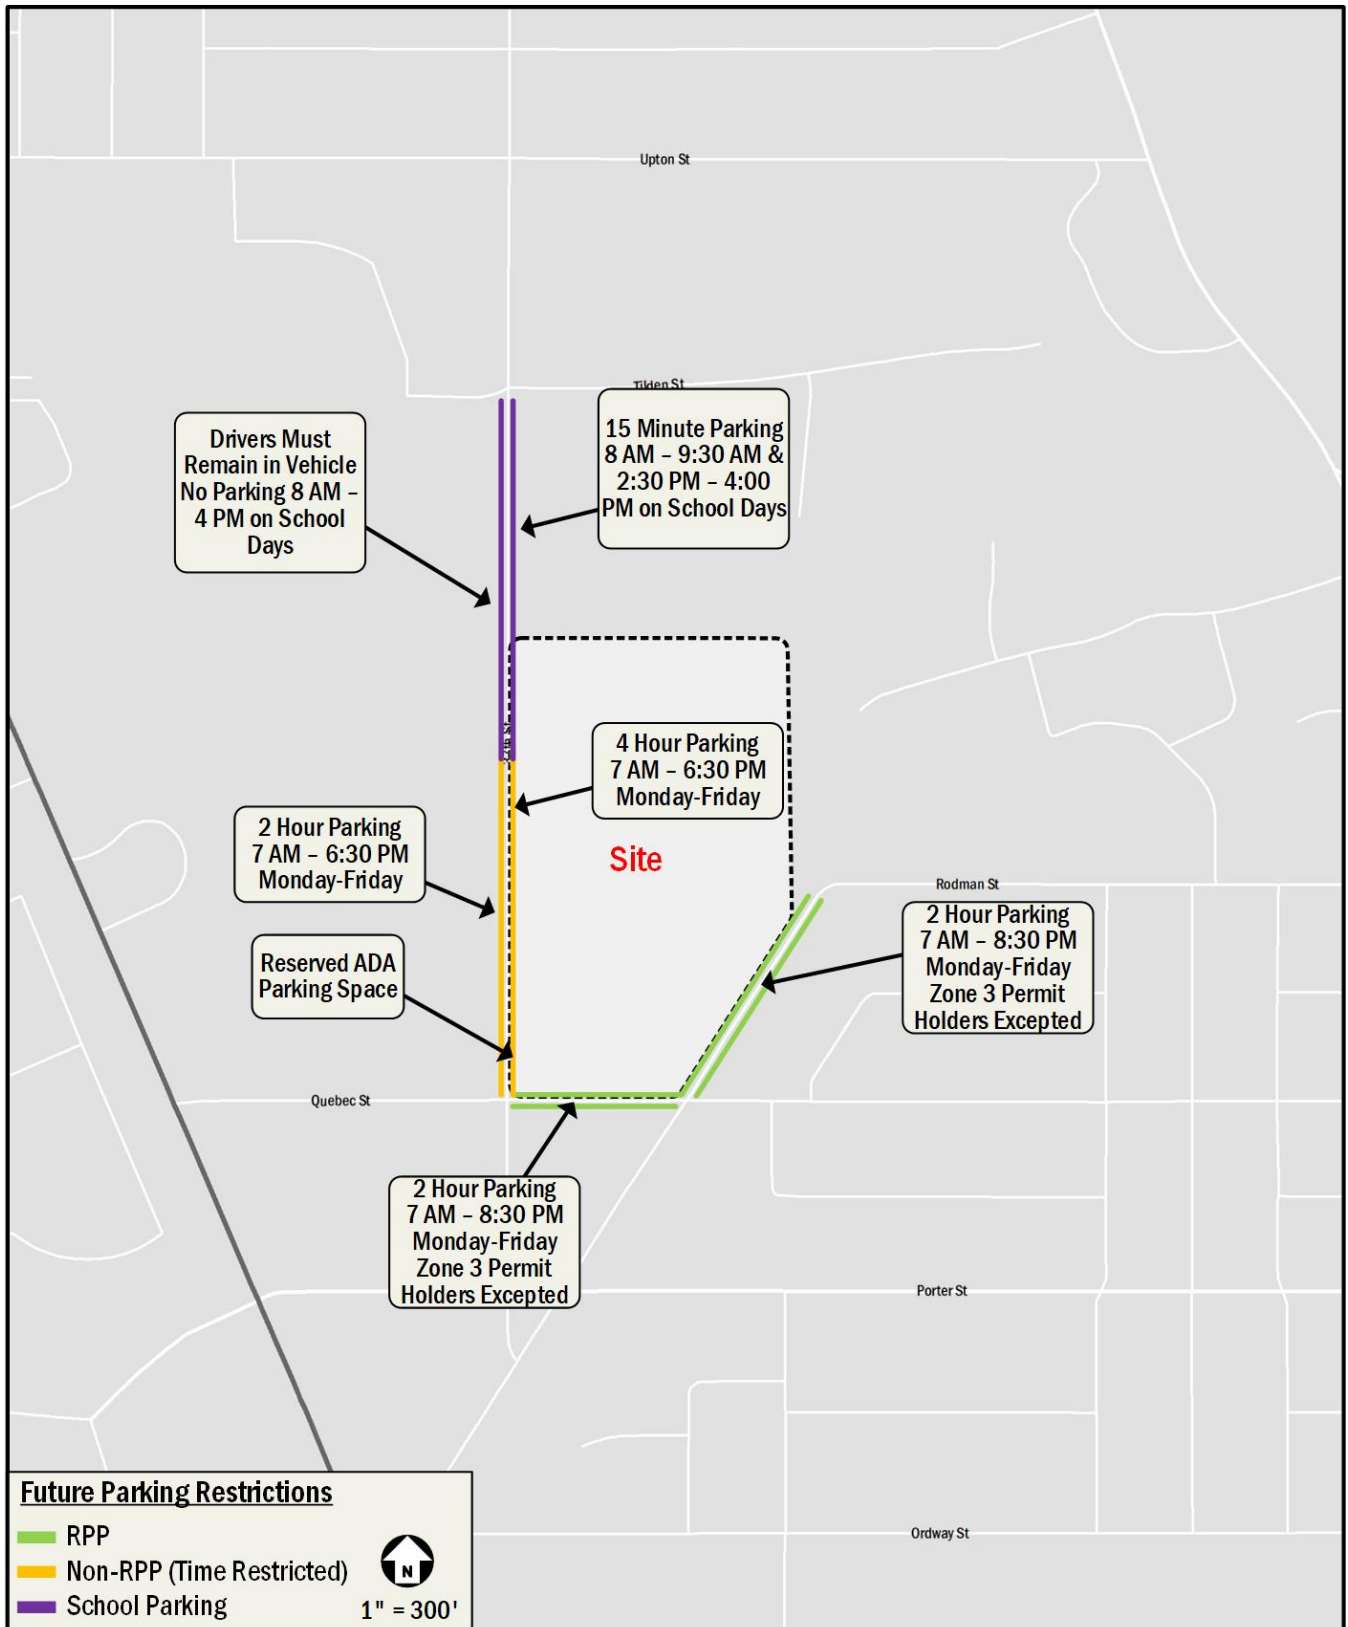 Upton St
Tilden St
Drivers Must
Remain in Vehicle
No Parking 8 AM –
4 PM on School
Days
15 Minute Parking
8 AM – 9:30 AM &
2:30 PM – 4:00
PM on School Days
4 Hour Parking
7 AM – 6:30 PM
Monday-Friday
2 Hour Parking
7 AM – 6:30 PM
Monday-Friday
Site
Rodman St
2 Hour Parking
7 AM – 8:30 PM
Monday-Friday
Zone 3 Permit
Holders Excepted
Reserved ADA
Parking Space
Quebec St
2 Hour Parking
7 AM – 8:30 PM
Monday-Friday
Zone 3 Permit
Holders Excepted
Porter St
Ordway St
Future Parking Restrictions
RPP
Non-RPP (Time Restricted)
School Parking
N
1" = 300'